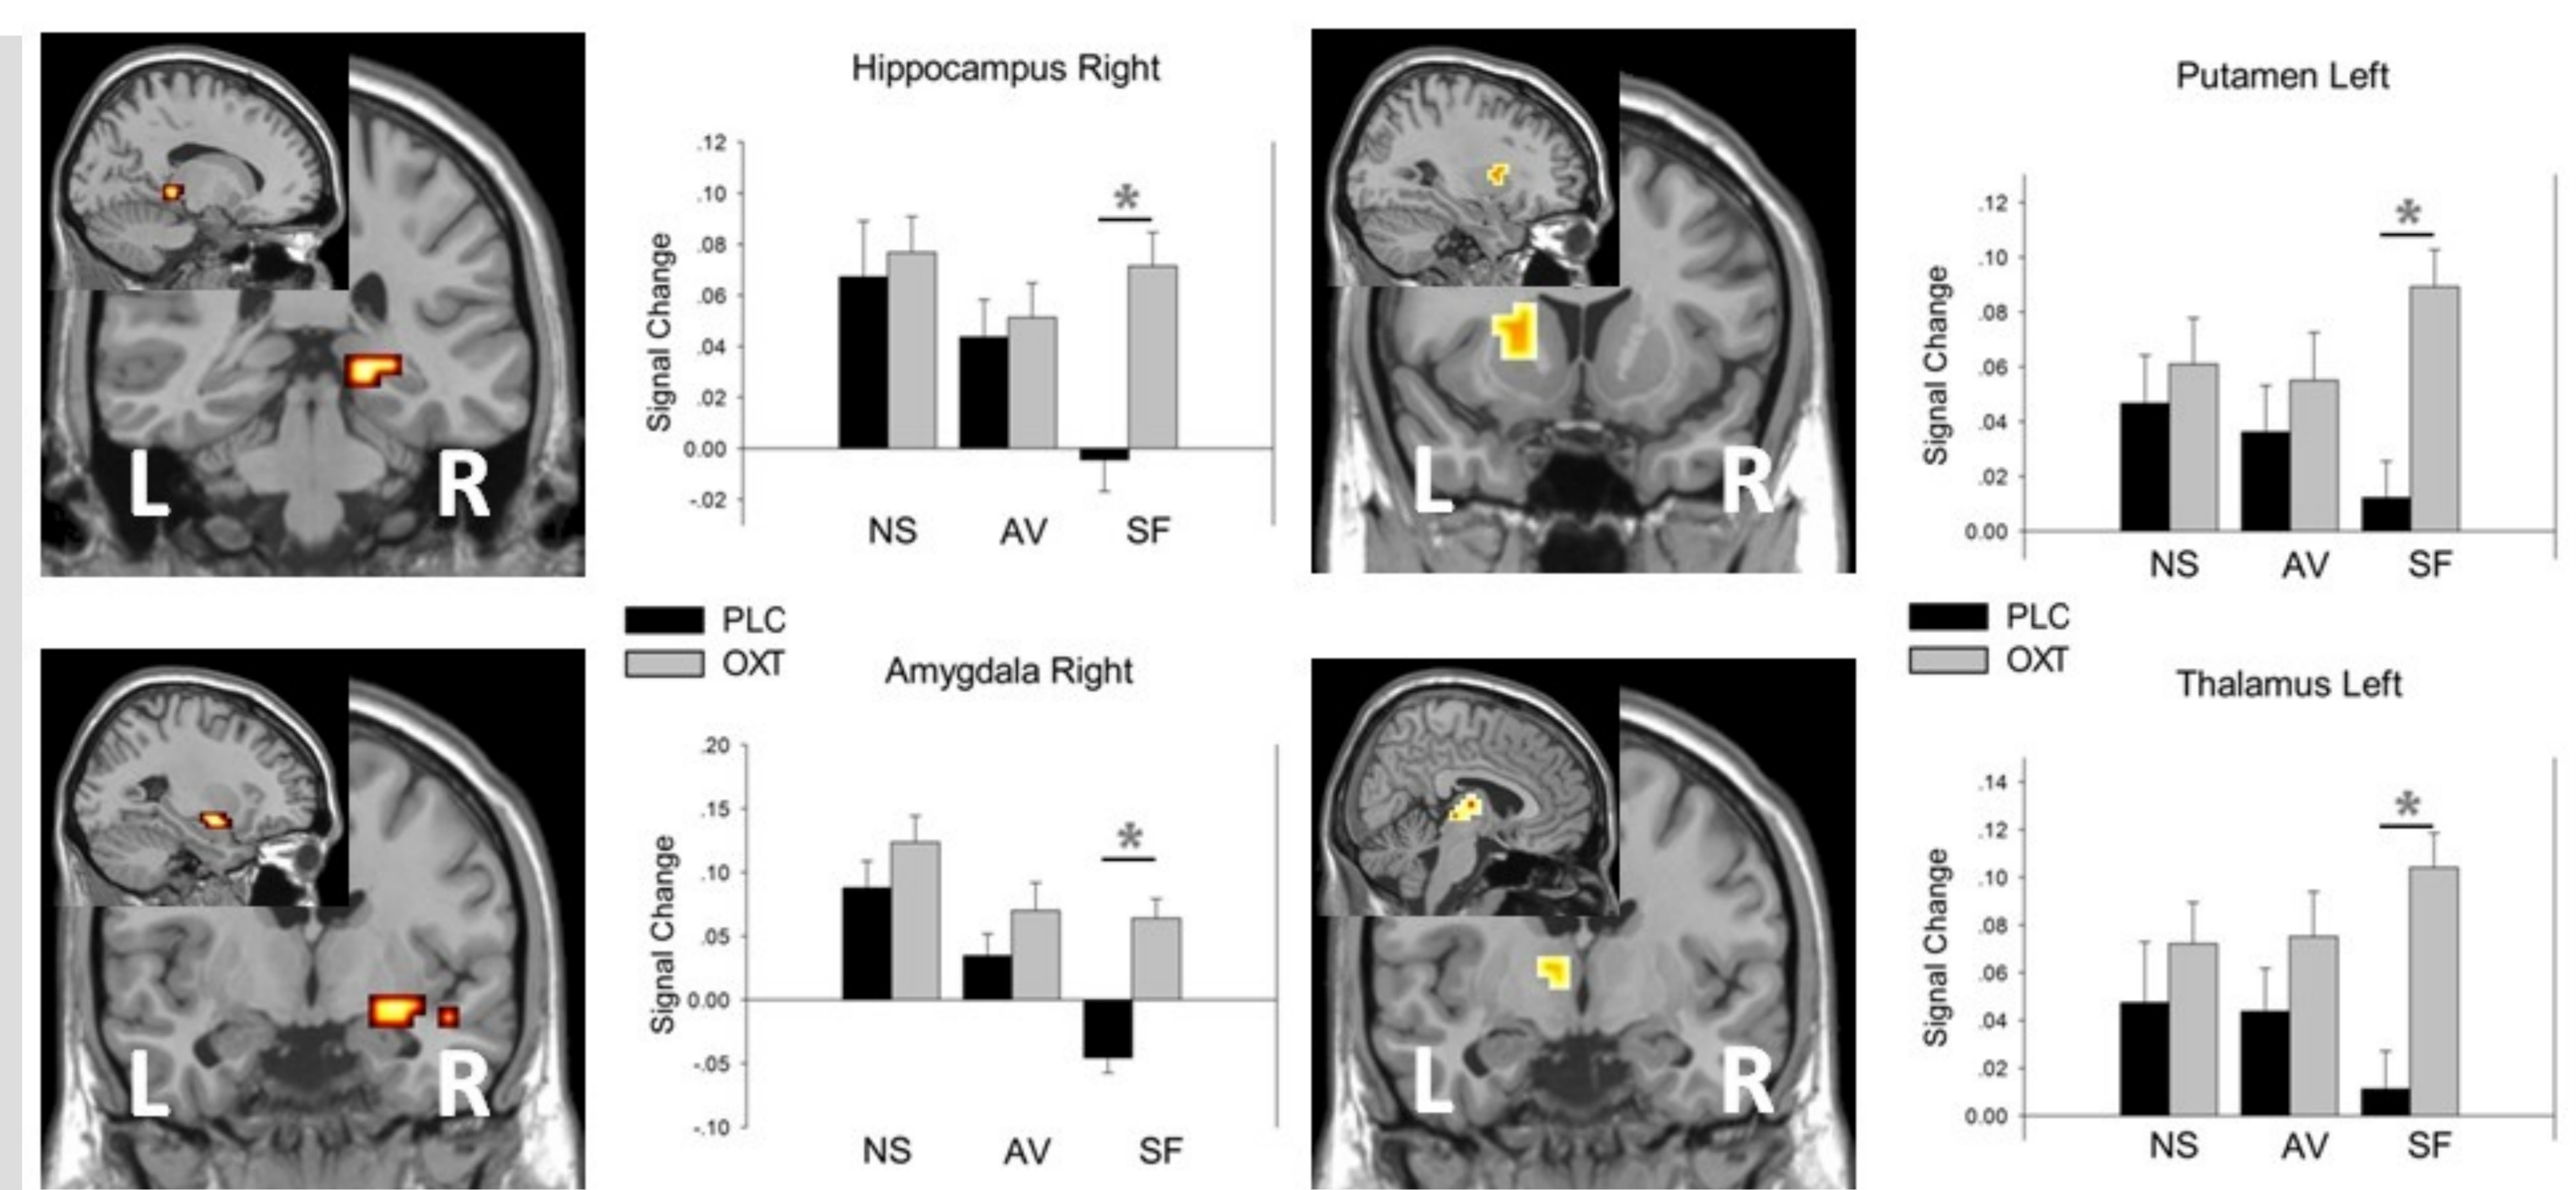 Hippocampus Right
Signal Change
.12
.10
.08
.06
.04
.02
0.00
-.02
*
NS AV SF
L R
Putamen Left
Signal Change
.12
.10
.08
.06
.04
.02
0.00
*
NS AV SF
L R
PLC
OXT
Amygdala Right
Signal Change
.20
.15
.10
.05
0.00
-.05
-.10
*
NS AV SF
L R
PLC
OXT
Thalamus Left
Signal Change
.14
.12
.10
.08
.06
.04
.02
0.00
*
NS AV SF
L R